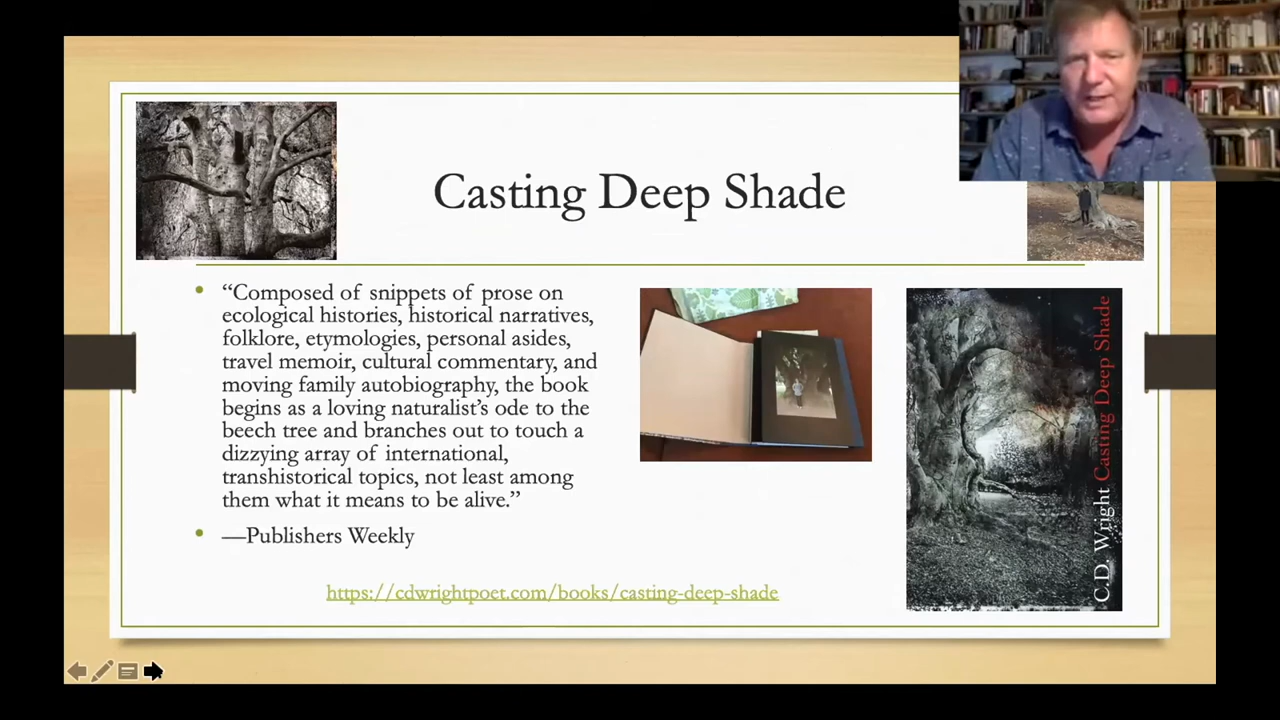 Casting Deep Shade
“Composed of snippets of prose on
ecological histories, historical narratives,
folklore, etymologies, personal asides,
travel memoir, cultural commentary, and
moving family autobiography, the book
begins as a loving naturalist’s ode to the
beech tree and branches out to touch a
dizzying array of international,
transhistorical topics, not least among
them what it means to be alive.”
—Publishers Weekly
https://cdwrightpoet.com/books/casting-deep-shade
C.D. Wright Casting Deep Shade